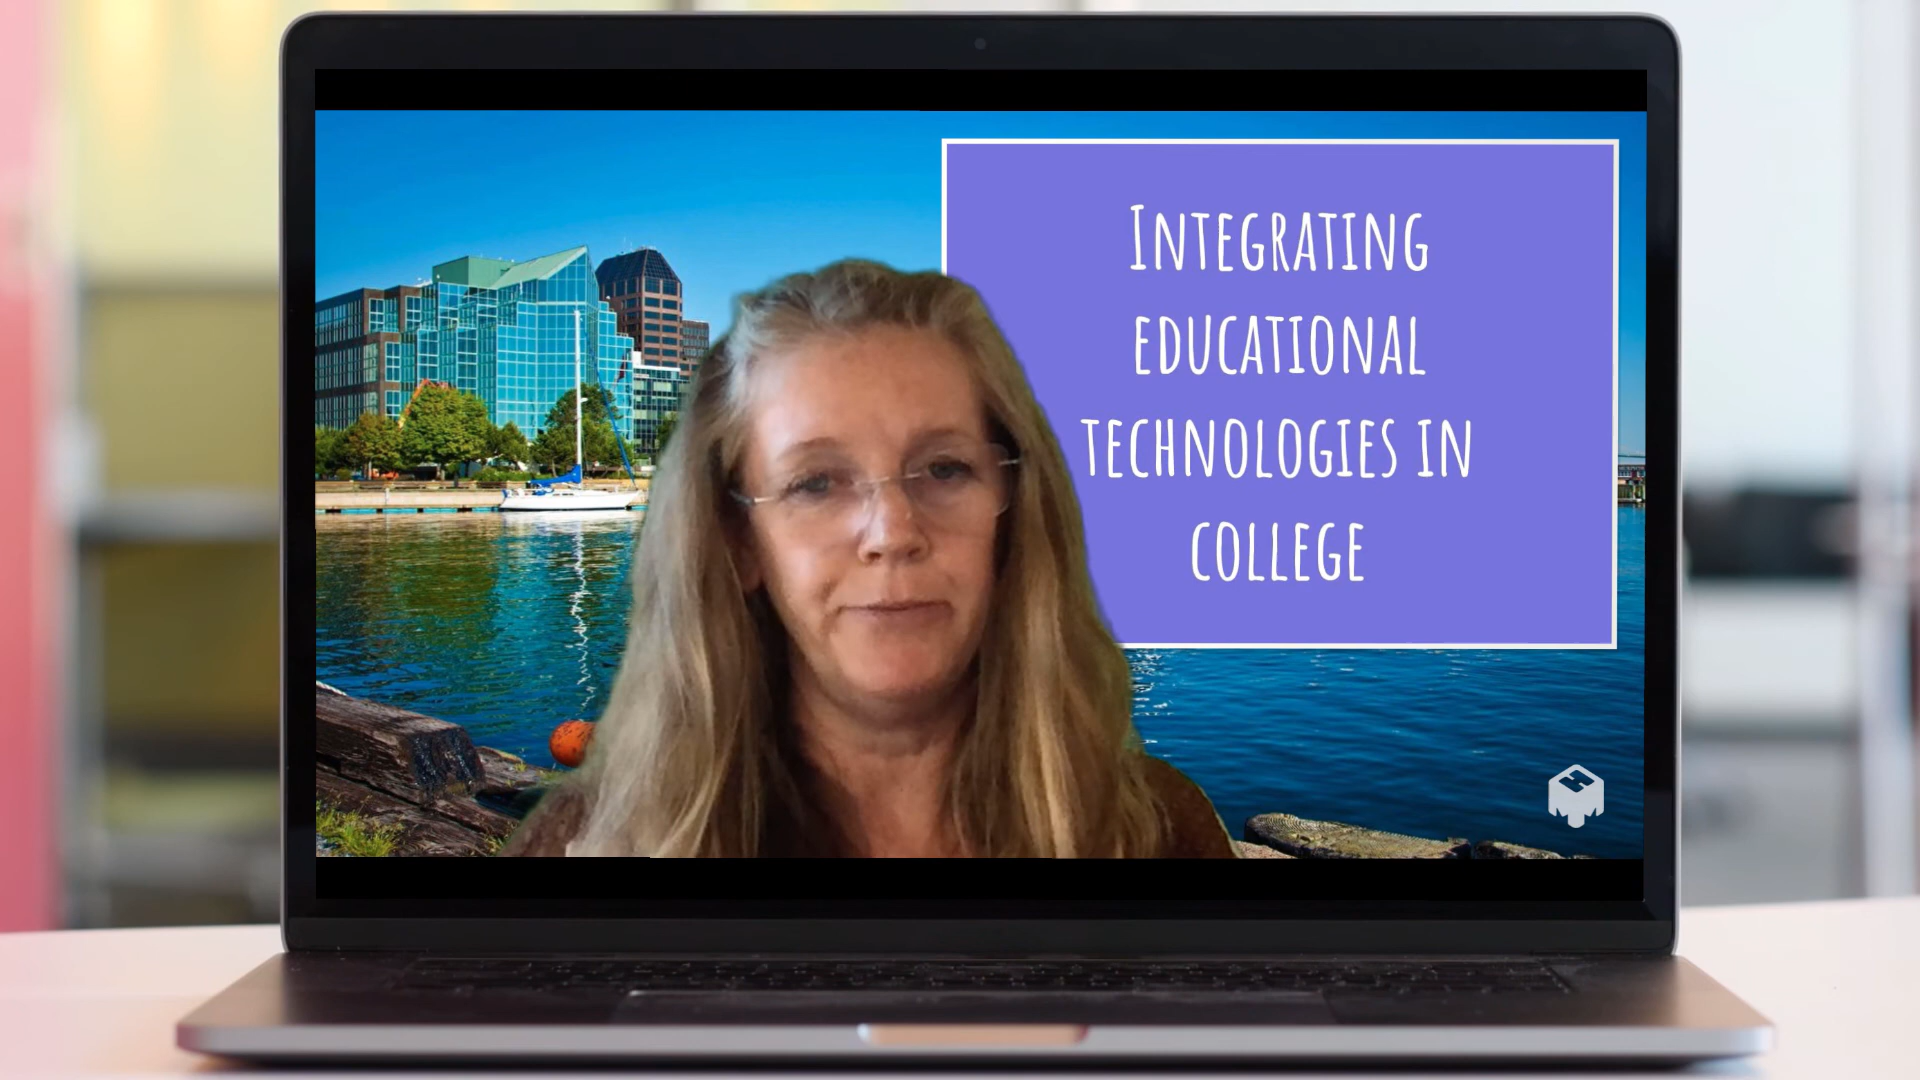 Integrating
educational
technologies in
college